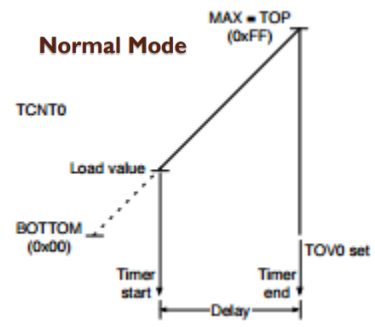 MAX = TOP
(0xFF)
Normal Mode
TCNT0
Load value
BOTTOM
(0x00)
TOV0 set
Timer
start
Timer
end
Delay